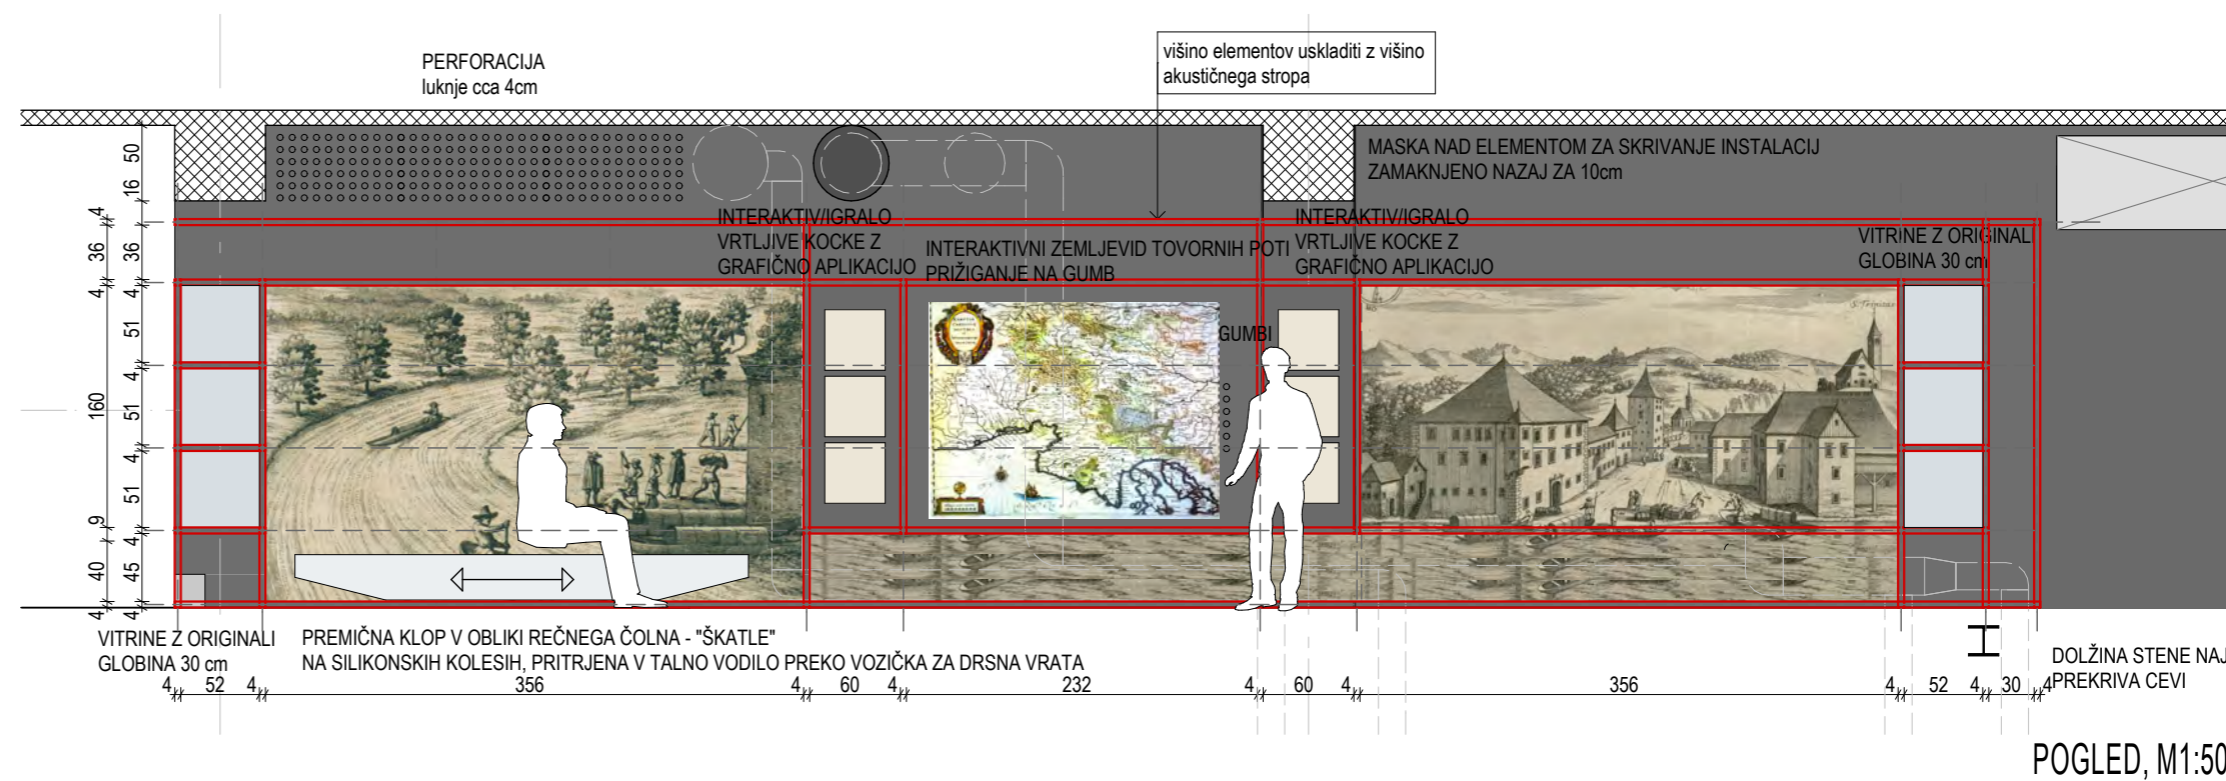 PERFORACIJA
luknje cca 4cm
višino elementov uskladiti z višino
akustičnega stropa
MASKA NAD ELEMENTOM ZA SKRIVANJE INSTALACIJ
ZAMAKNJENO NAZAJ ZA 10cm
INTERAKTIV/IGRALO
VRTLJIVE KOCKE Z
GRAFIČNO APLIKACIJO
INTERAKTIVNI ZEMLJEVID TOVORNIH POTI
PRIŽIGANJE NA GUMB
INTERAKTIV/IGRALO
VRTLJIVE KOCKE Z
GRAFIČNO APLIKACIJO
VITRINE Z ORIGINALI
GLOBINA 30 cm
GUMBI
4 36 4 160 9 40 4
50 16 36 4 51 4 51 4 51 4 45 4
VITRINE Z ORIGINALI
GLOBINA 30 cm
PREMIČNA KLOP V OBLIKI REČNEGA ČOLNA - "ŠKATLE"
NA SILIKONSKIH KOLESIH, PRITRJENA V TALNO VODILO PREKO VOZIČKA ZA DRSNA VRATA
DOLŽINA STENE NAJ
PREKRIVA CEVI
4 52 4 356 4 60 4 232 4 60 4 356 4 52 4 30 4
POGLED, M1:50